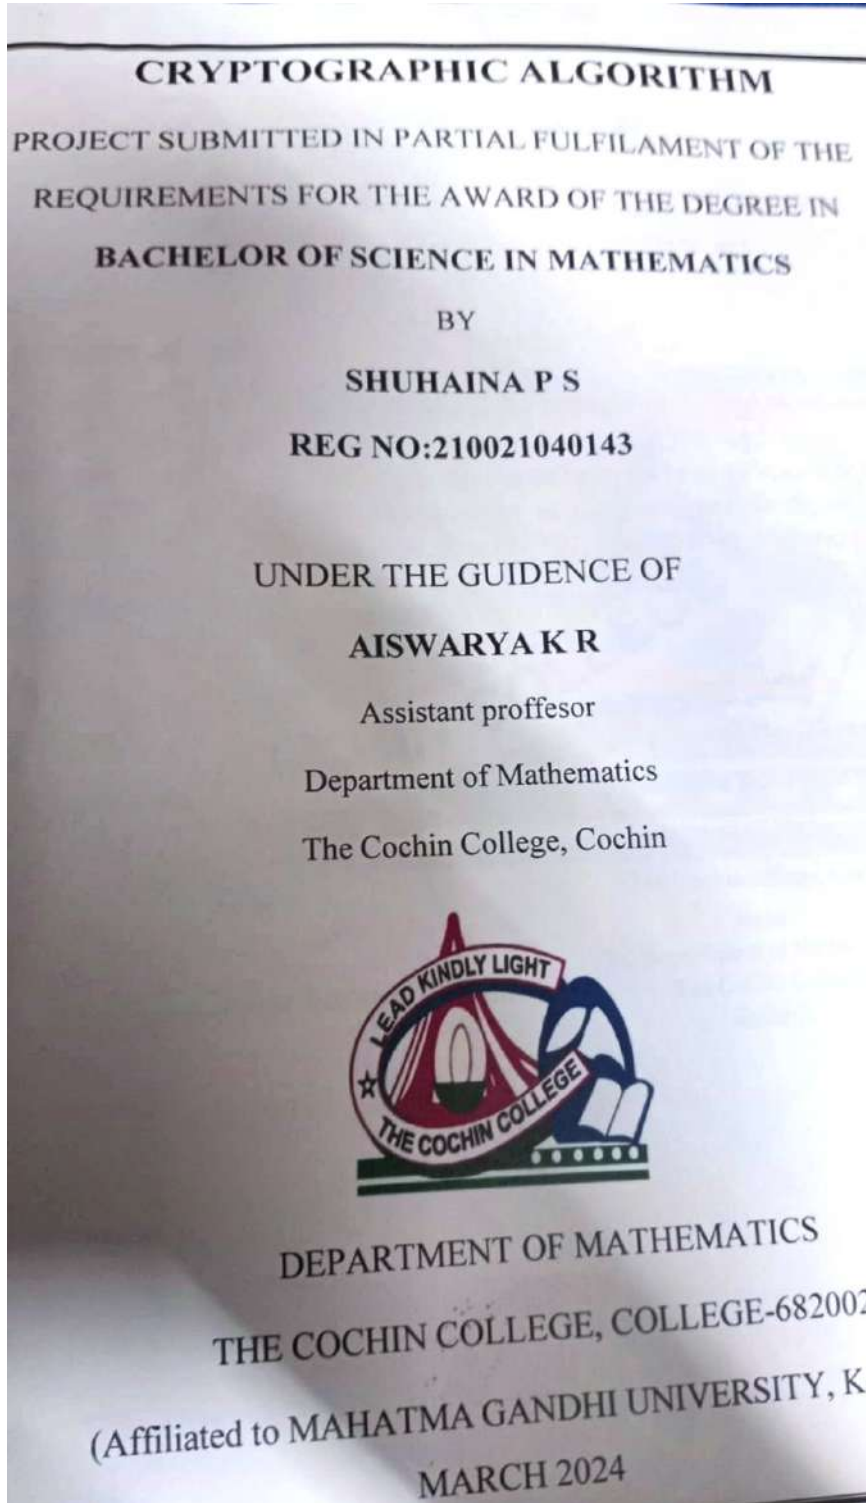 CRYPTOGRAPHIC ALGORITHM
PROJECT SUBMITTED IN PARTIAL FULFILAMENT OF THE
REQUIREMENTS FOR THE AWARD OF THE DEGREE IN
BACHELOR OF SCIENCE IN MATHEMATICS
BY
SHUHAINA P S
REG NO:210021040143
UNDER THE GUIDENCE OF
AISWARYA K R
Assistant proffesor
Department of Mathematics
The Cochin College, Cochin
LEAD KINDLY LIGHT
THE COCHIN COLLEGE
DEPARTMENT OF MATHEMATICS
THE COCHIN COLLEGE, COLLEGE-682002
(Affiliated to MAHATMA GANDHI UNIVERSITY, K
MARCH 2024